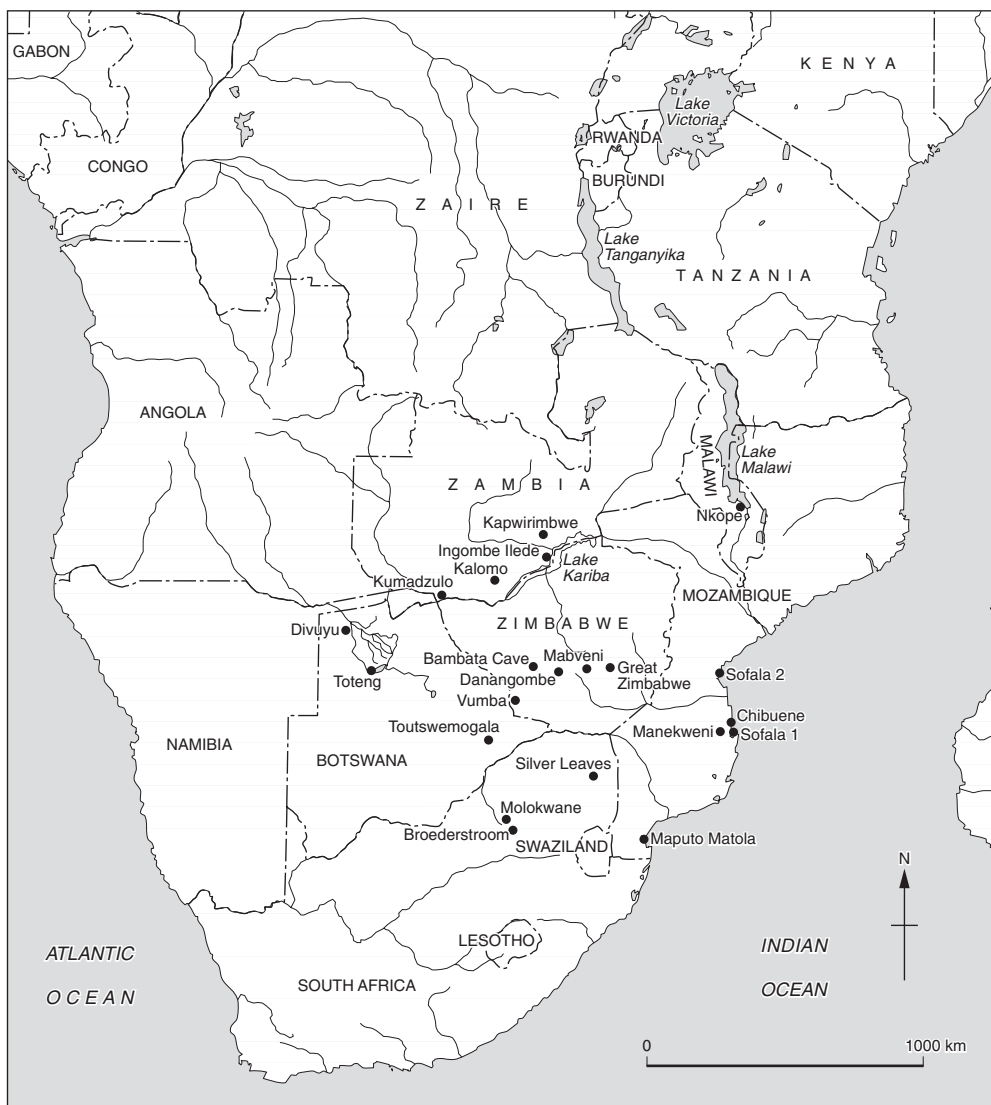 GABON
KENYA
Lake
Victoria
RWANDA
CONGO
BURUNDI
ZAIRE
Lake
Tanganyika
TANZANIA
ANGOLA
MALAWI
Lake
Malawi
ZAMBIA
Nkope
Kapwirimbwe
Ingombe Ilede
Lake
Kariba
Kalomo
Kumadzulo
MOZAMBIQUE
Divuyu
ZIMBABWE
Bambata Cave
Mabveni
Great
Zimbabwe
Toteng
Danangombe
Sofala 2
Vumba
Chibuene
Toutswemogala
Manekweni
Sofala 1
NAMIBIA
BOTSWANA
Silver Leaves
Molokwane
Broederstroom
SWAZILAND
Maputo Matola
N
LESOTHO
ATLANTIC
OCEAN
INDIAN
OCEAN
SOUTH AFRICA
0
1000 km